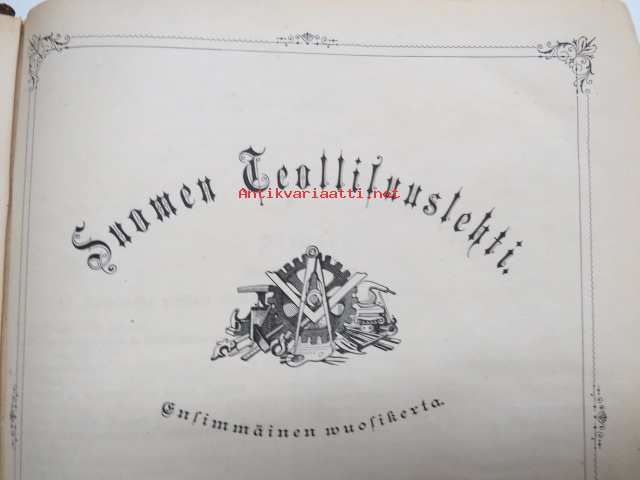 Suomen Teolliſuuslehti.
Antikvariaatti.net
Enſimmäinen wuoſikerta.